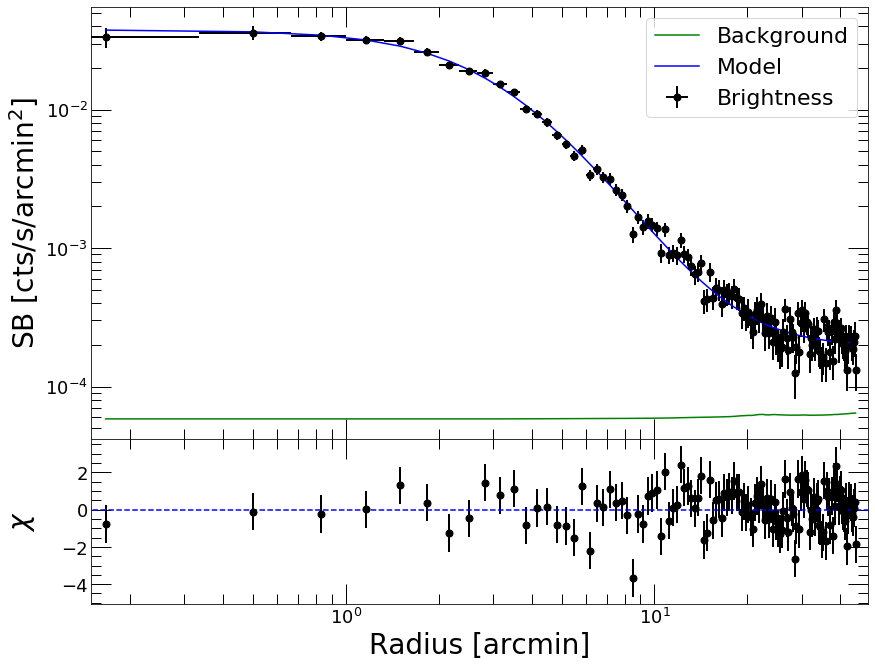 Background
Model
Brightness
SB [cts/s/arcmin²]
10⁻²
10⁻³
10⁻⁴
χ
2
0
−2
−4
10⁰
10¹
Radius [arcmin]